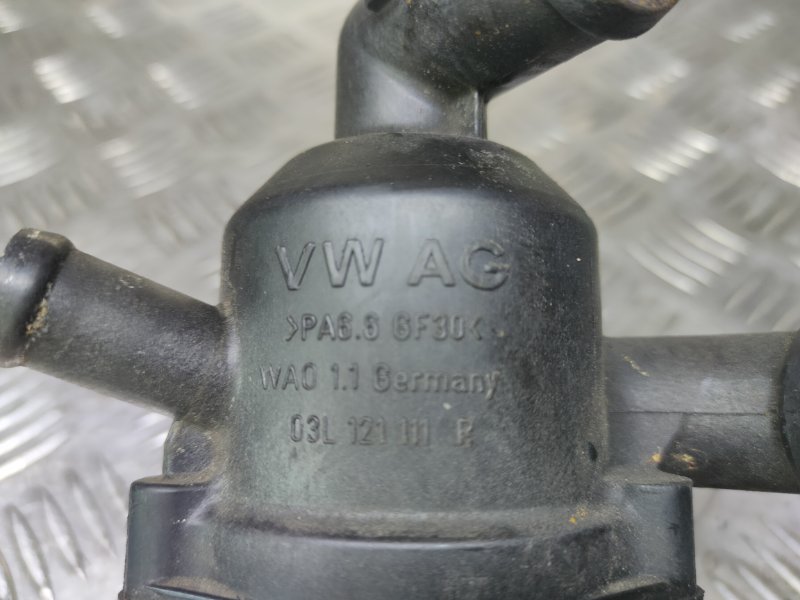 VW AG
>PA6.6 GF30<
WAO 1.1 Germany
03L 121 111 R